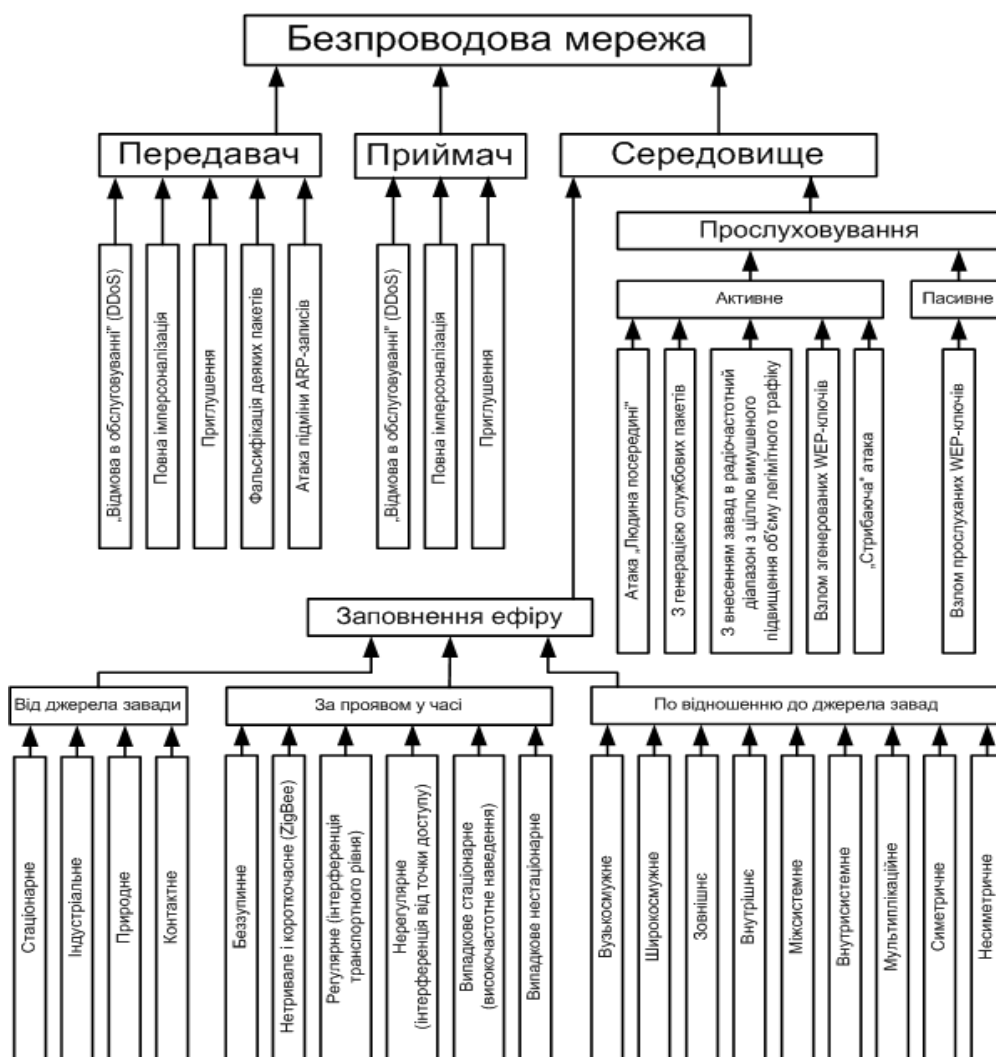 Безпроводова мережа
Передавач
Приймач
Середовище
Прослуховування
Активне
Пасивне
„Відмова в обслуговуванні" (DDoS)
Повна імперсоналізація
Приглушення
Фальсифікація деяких пакетів
Атака підміни ARP-записів
„Відмова в обслуговуванні" (DDoS)
Повна імперсоналізація
Приглушення
Атака „Людина посередині"
З генерацією службових пакетів
З внесенням завад в радіочастотний
діапазон з ціллю вимушеного
підвищення об'єму легімітного трафіку
Взлом згенерованих WEP-ключів
„Стрибаюча" атака
Взлом прослуханих WEP-ключів
Заповнення ефіру
Від джерела завади
За проявом у часі
По відношенню до джерела завад
Стаціонарне
Індустріальне
Природне
Контактне
Беззупинне
Нетривале і короткочасне (ZigBee)
Регулярне (інтерференція
транспортного рівня)
Нерегулярне
(інтерференція від точки доступу)
Випадкове стаціонарне
(високочастотне наведення)
Випадкове нестаціонарне
Вузькосмужне
Широкосмужне
Зовнішнє
Внутрішнє
Міжсистемне
Внутрисистемне
Мультиплікаційне
Симетричне
Несиметричне